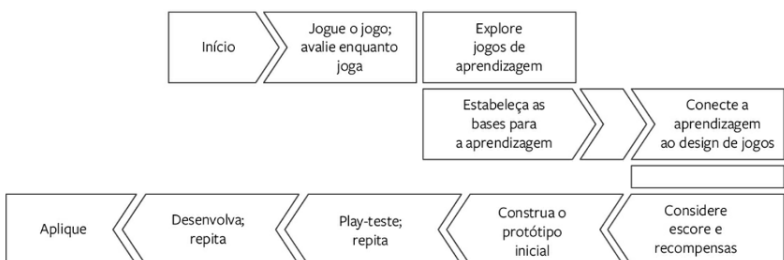 Início
Jogue o jogo;
avalie enquanto
joga
Explore
jogos de
aprendizagem
Estabeleça as
bases para
a aprendizagem
Conecte a
aprendizagem
ao design de jogos
Considere
escore e
recompensas
Construa o
protótipo
inicial
Play-teste;
repita
Desenvolva;
repita
Aplique